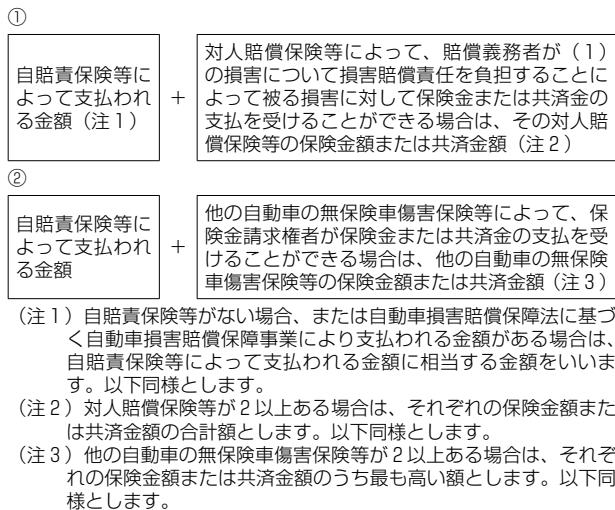 ①
自賠責保険等に
よって支払われ
る金額（注１）
＋
対人賠償保険等によって、賠償義務者が（１）
の損害について損害賠償責任を負担することに
よって被る損害に対して保険金または共済金の
支払を受けることができる場合は、その対人賠
償保険等の保険金額または共済金額（注２）
②
自賠責保険等に
よって支払われ
る金額
＋
他の自動車の無保険車傷害保険等によって、保
険金請求権者が保険金または共済金の支払を受
けることができる場合は、他の自動車の無保険
車傷害保険等の保険金額または共済金額（注３）
（注１）自賠責保険等がない場合、または自動車損害賠償保障法に基づ
く自動車損害賠償保障事業により支払われる金額がある場合は、
自賠責保険等によって支払われる金額に相当する金額をいいま
す。以下同様とします。
（注２）対人賠償保険等が２以上ある場合は、それぞれの保険金額また
は共済金額の合計額とします。以下同様とします。
（注３）他の自動車の無保険車傷害保険等が２以上ある場合は、それぞ
れの保険金額または共済金額のうち最も高い額とします。以下同
様とします。